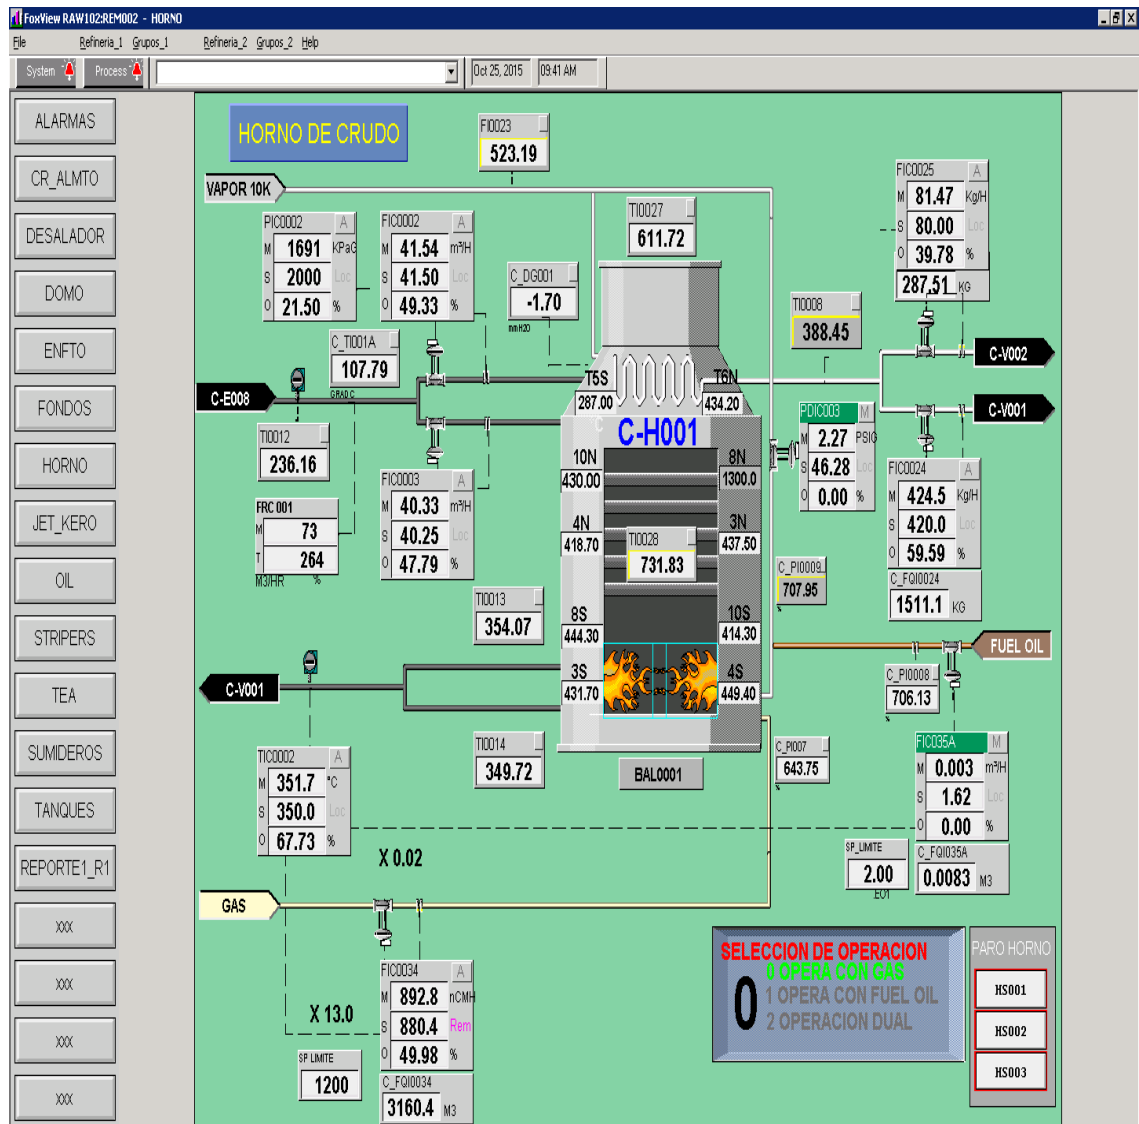 FoxView RAW102:REM002 - HORNO
File Refineria_1 Grupos_1 Refineria_2 Grupos_2 Help
System Process Oct 25, 2015 09:41 AM
ALARMAS
CR_ALMTO
DESALADOR
DOMO
ENFTO
FONDOS
HORNO
JET_KERO
OIL
STRIPERS
TEA
SUMIDEROS
TANQUES
REPORTE1_R1
XXX
XXX
XXX
XXX
HORNO DE CRUDO
FI0023
523.19
VAPOR 10K
PIC0002 A
M 1691 KPaG
S 2000 Loc
O 21.50 %
FIC0002 A
M 41.54 m³/H
S 41.50 Loc
O 49.33 %
C_DG001
-1.70
mmH2O
TI0027
611.72
FIC0025 A
M 81.47 Kg/H
S 80.00 Loc
O 39.78 %
287.51 KG
TI0008
388.45
C_TI001A
107.79
GRAD C
C-E008
C-V002
C-V001
TI0012
236.16
FRC 001
M 73
T 264
M3/HR %
FIC0003 A
M 40.33 m³/H
S 40.25 Loc
O 47.79 %
T5S
287.00
T6N
434.20
C
C-H001
10N
430.00
8N
1300.0
4N
418.70
3N
437.50
TI0028
731.83
8S
444.30
10S
414.30
3S
431.70
4S
449.40
PDIC003 M
M 2.27 PSIG
S 46.28 Loc
O 0.00 %
FIC0024 A
M 424.5 Kg/H
S 420.0 Loc
O 59.59 %
C_FQI0024
1511.1 KG
C_PI0009
707.95
%
TI0013
354.07
FUEL OIL
C_PI0008
706.13
%
C-V001
TI0014
349.72
BAL0001
C_PI007
643.75
%
TIC0002 A
M 351.7 °C
S 350.0 Loc
O 67.73 %
X 0.02
FIC035A M
M 0.003 m³/H
S 1.62 Loc
O 0.00 %
C_FQI035A
0.0083 M3
SP_LIMITE
2.00
.EO1
GAS
FIC0034 A
M 892.8 nCMH
S 880.4 Rem
O 49.98 %
C_FQI0034
3160.4 M3
X 13.0
SP LIMITE
1200
SELECCION DE OPERACION
0
0 OPERA CON GAS
1 OPERA CON FUEL OIL
2 OPERACION DUAL
PARO HORNO
HS001
HS002
HS003